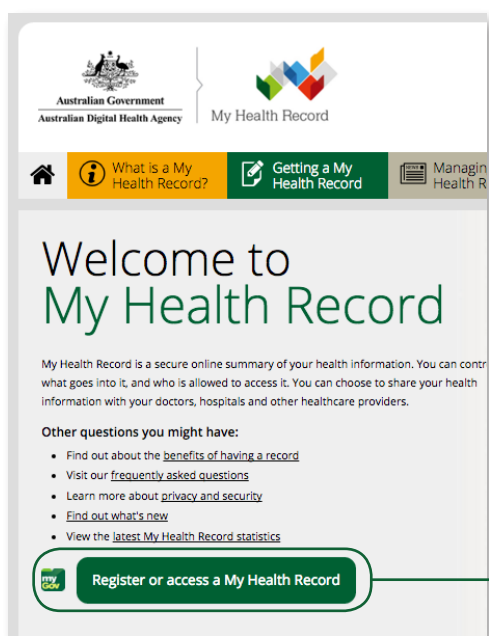 Australian Government
Australian Digital Health Agency
My Health Record
What is a My
Health Record?
Getting a My
Health Record
Managin
Health R
Welcome to
My Health Record
My Health Record is a secure online summary of your health information. You can contr
what goes into it, and who is allowed to access it. You can choose to share your health
information with your doctors, hospitals and other healthcare providers.
Other questions you might have:
• Find out about the benefits of having a record
• Visit our frequently asked questions
• Learn more about privacy and security
• Find out what's new
• View the latest My Health Record statistics
my
Gov
Register or access a My Health Record